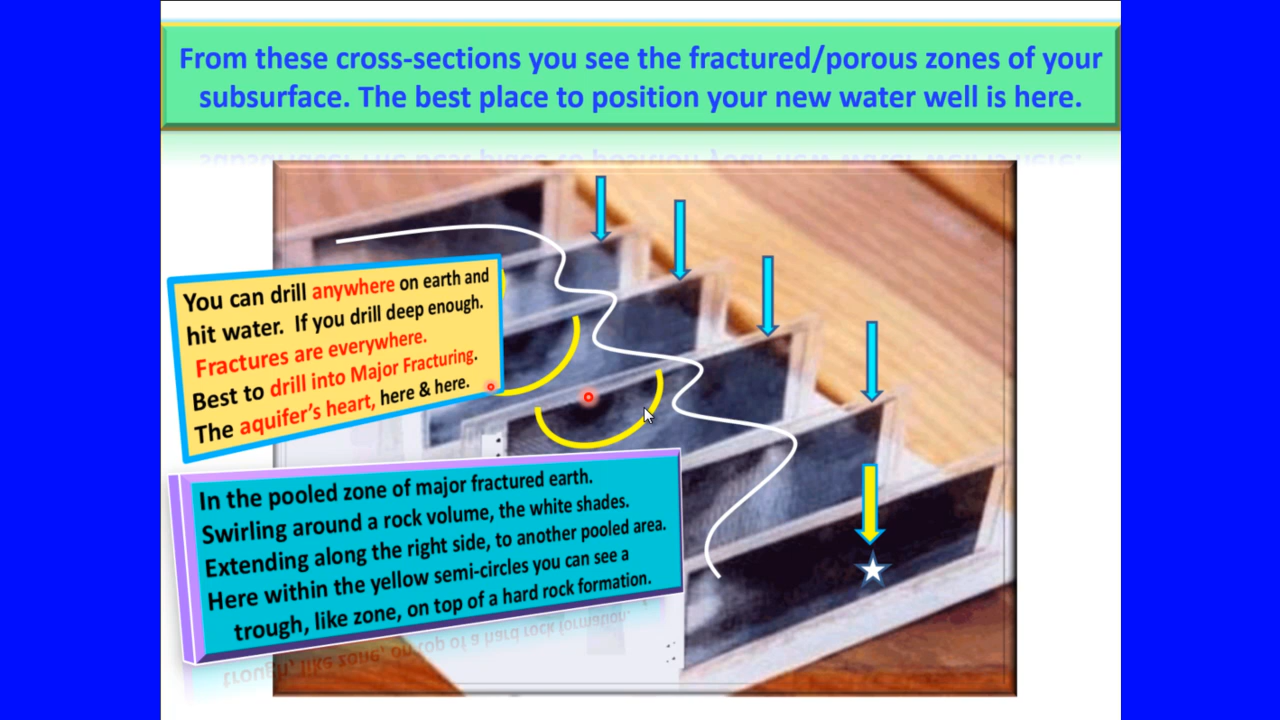 From these cross-sections you see the fractured/porous zones of your
subsurface. The best place to position your new water well is here.
You can drill anywhere on earth and
hit water. If you drill deep enough.
Fractures are everywhere.
Best to drill into Major Fracturing.
The aquifer's heart, here & here.
In the pooled zone of major fractured earth.
Swirling around a rock volume, the white shades.
Extending along the right side, to another pooled area.
Here within the yellow semi-circles you can see a
trough, like zone, on top of a hard rock formation.